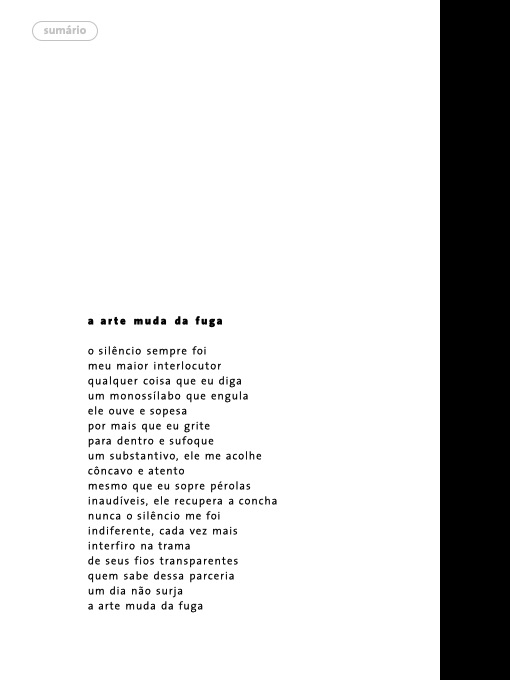 sumário
a arte muda da fuga
o silêncio sempre foi
meu maior interlocutor
qualquer coisa que eu diga
um monossílabo que engula
ele ouve e sopesa
por mais que eu grite
para dentro e sufoque
um substantivo, ele me acolhe
côncavo e atento
mesmo que eu sopre pérolas
inaudíveis, ele recupera a concha
nunca o silêncio me foi
indiferente, cada vez mais
interfiro na trama
de seus fios transparentes
quem sabe dessa parceria
um dia não surja
a arte muda da fuga